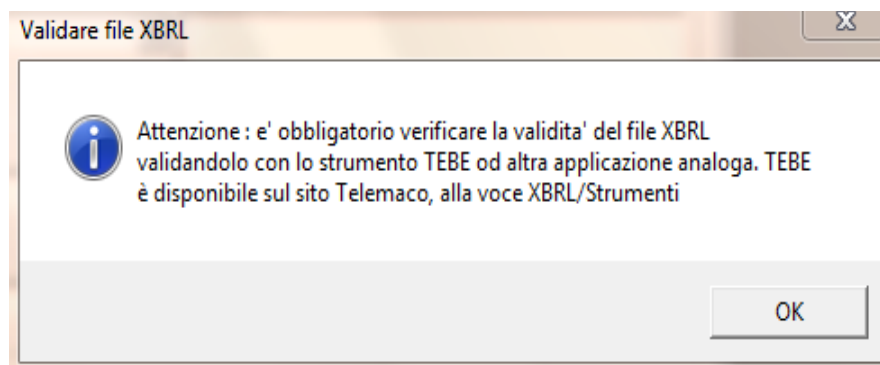 Validare file XBRL
Attenzione : e' obbligatorio verificare la validita' del file XBRL
validandolo con lo strumento TEBE od altra applicazione analoga. TEBE
è disponibile sul sito Telemaco, alla voce XBRL/Strumenti
OK